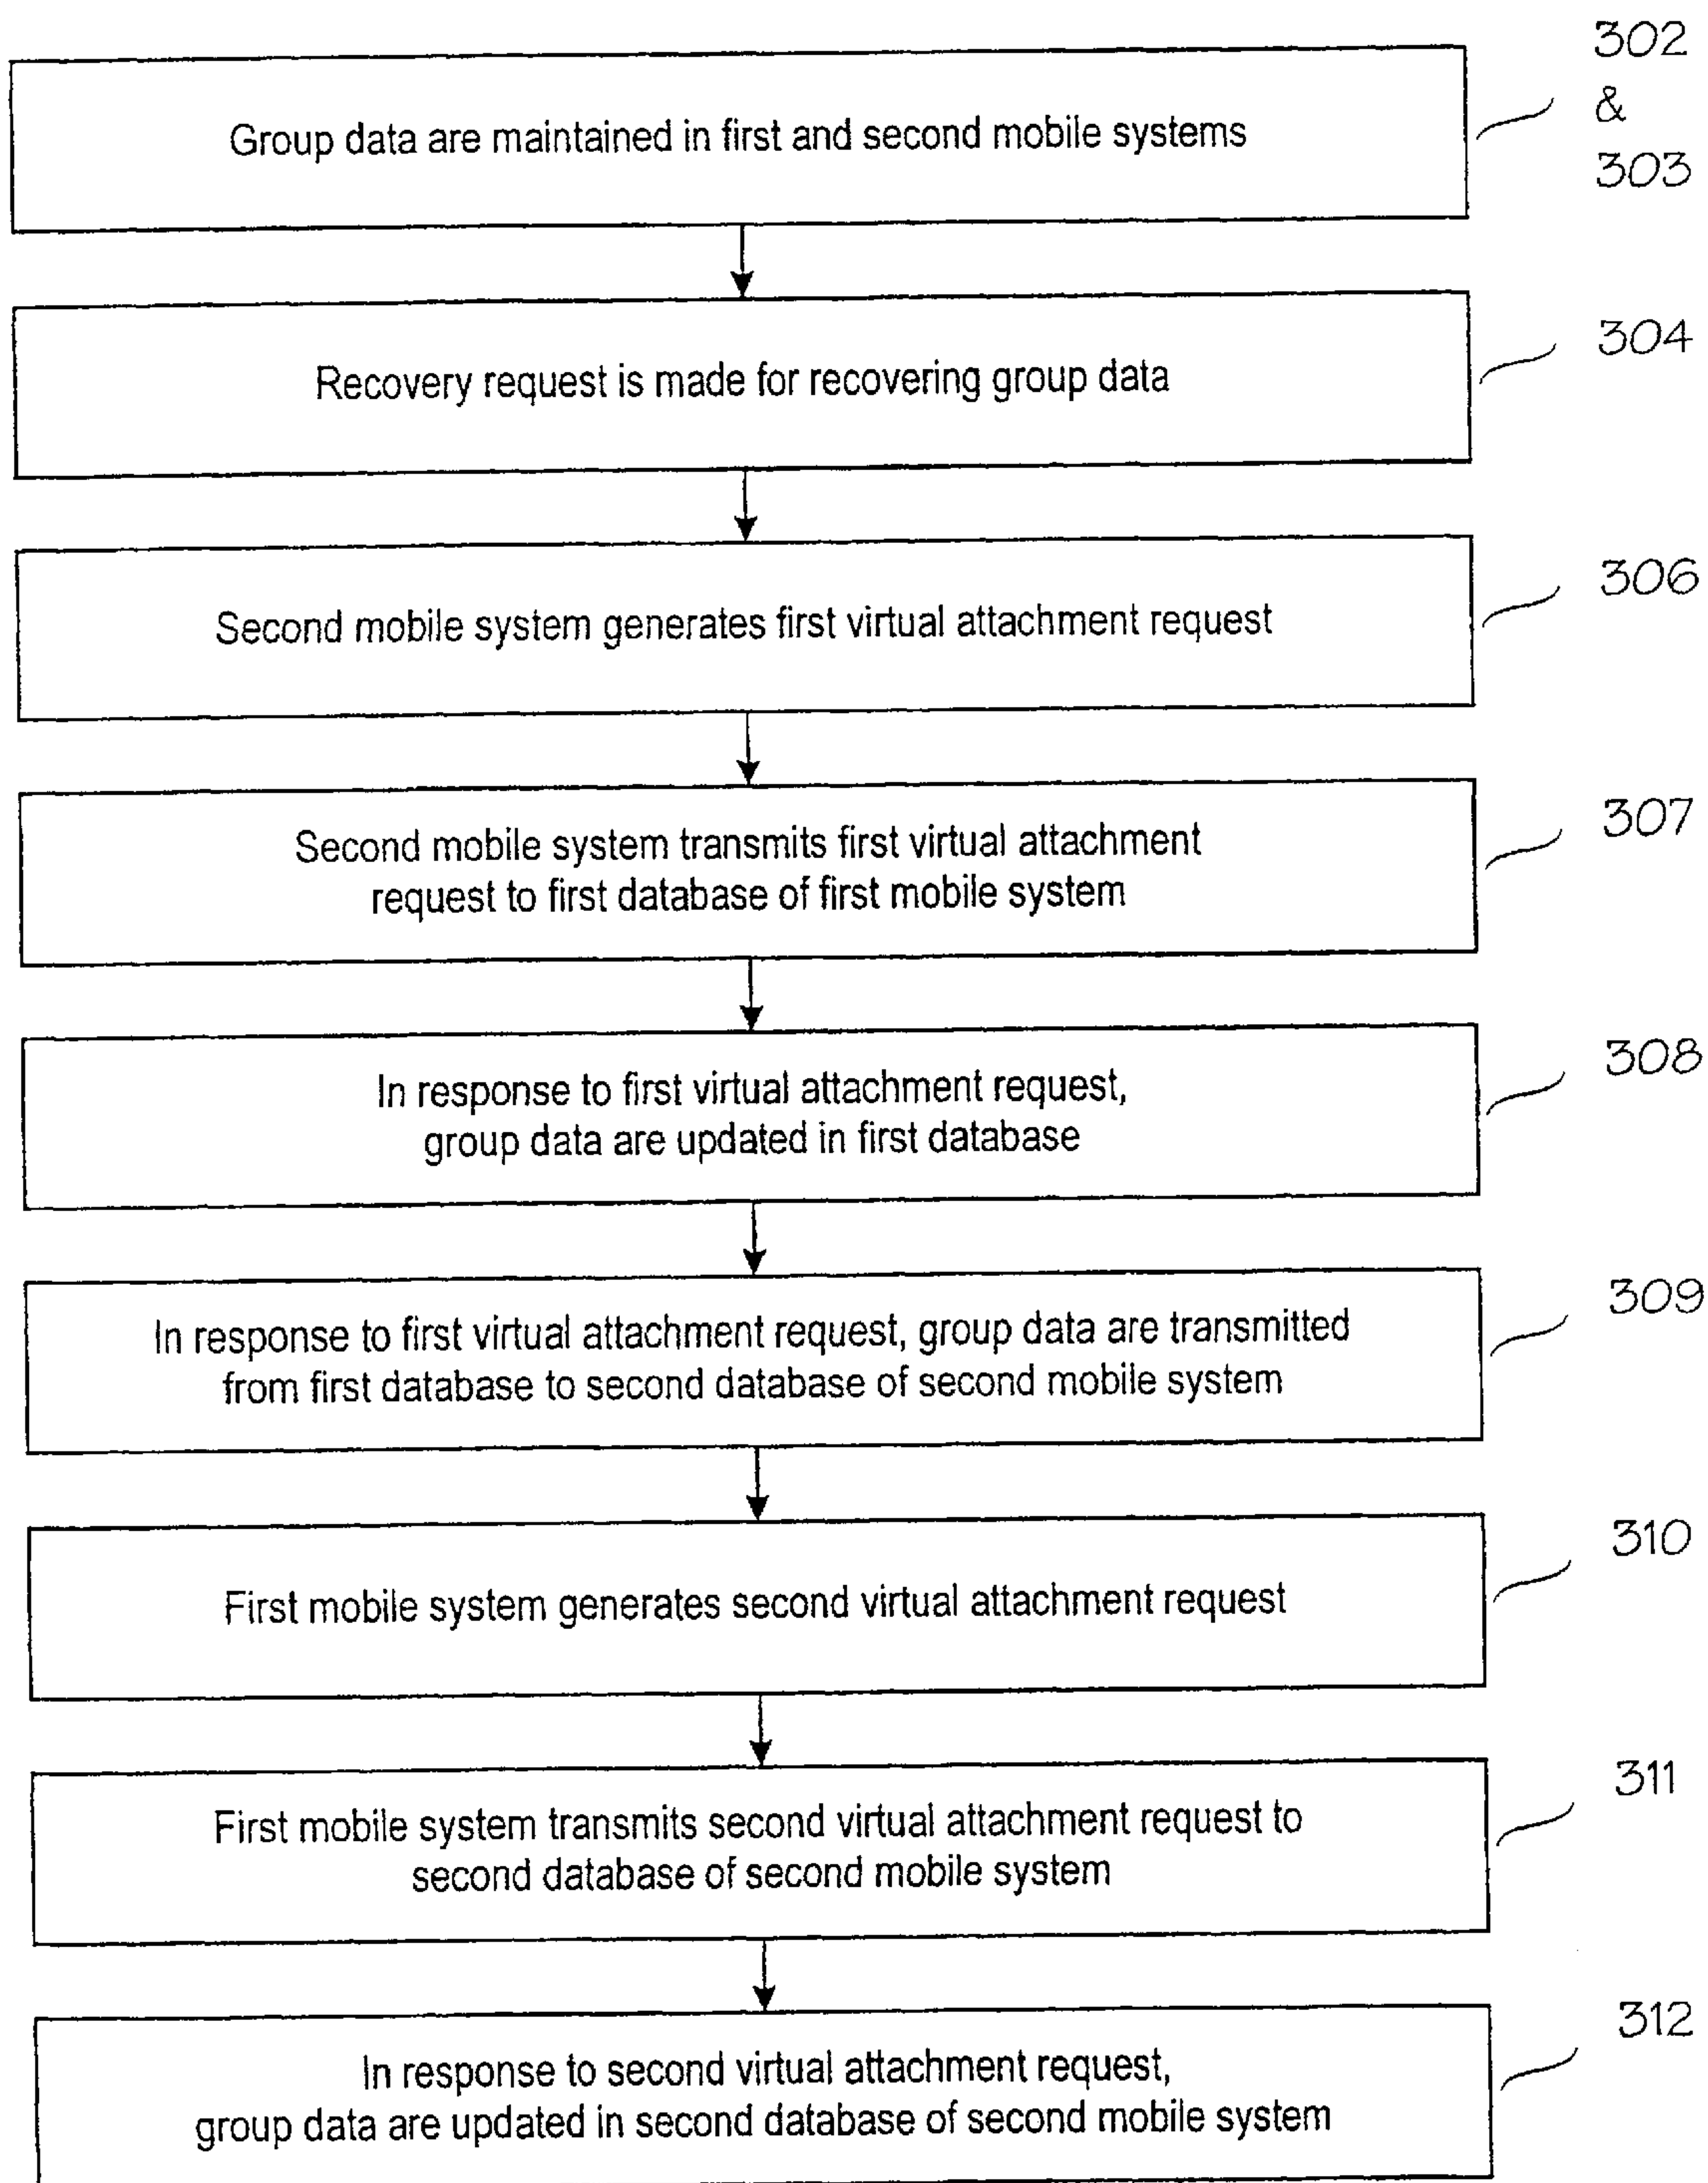 302
&
303
Group data are maintained in first and second mobile systems
304
Recovery request is made for recovering group data
306
Second mobile system generates first virtual attachment request
307
Second mobile system transmits first virtual attachment
request to first database of first mobile system
308
In response to first virtual attachment request,
group data are updated in first database
309
In response to first virtual attachment request, group data are transmitted
from first database to second database of second mobile system
310
First mobile system generates second virtual attachment request
311
First mobile system transmits second virtual attachment request to
second database of second mobile system
312
In response to second virtual attachment request,
group data are updated in second database of second mobile system